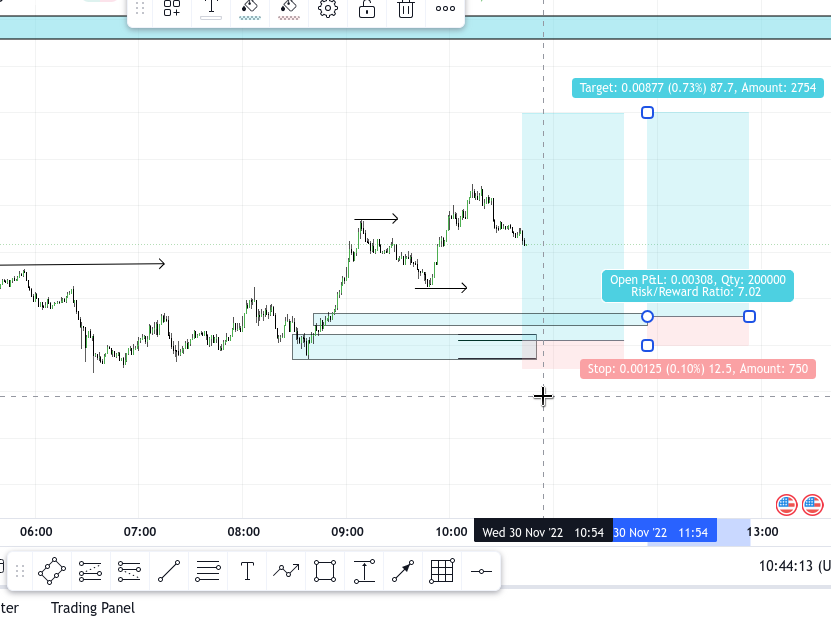 T
Target: 0.00877 (0.73%) 87.7, Amount: 2754
Open P&L: 0.00308, Qty: 200000
Risk/Reward Ratio: 7.02
Stop: 0.00125 (0.10%) 12.5, Amount: 750
06:00 07:00 08:00 09:00 10:00 Wed 30 Nov '22 10:54 30 Nov '22 11:54 13:00
T
10:44:13 (U
ter Trading Panel